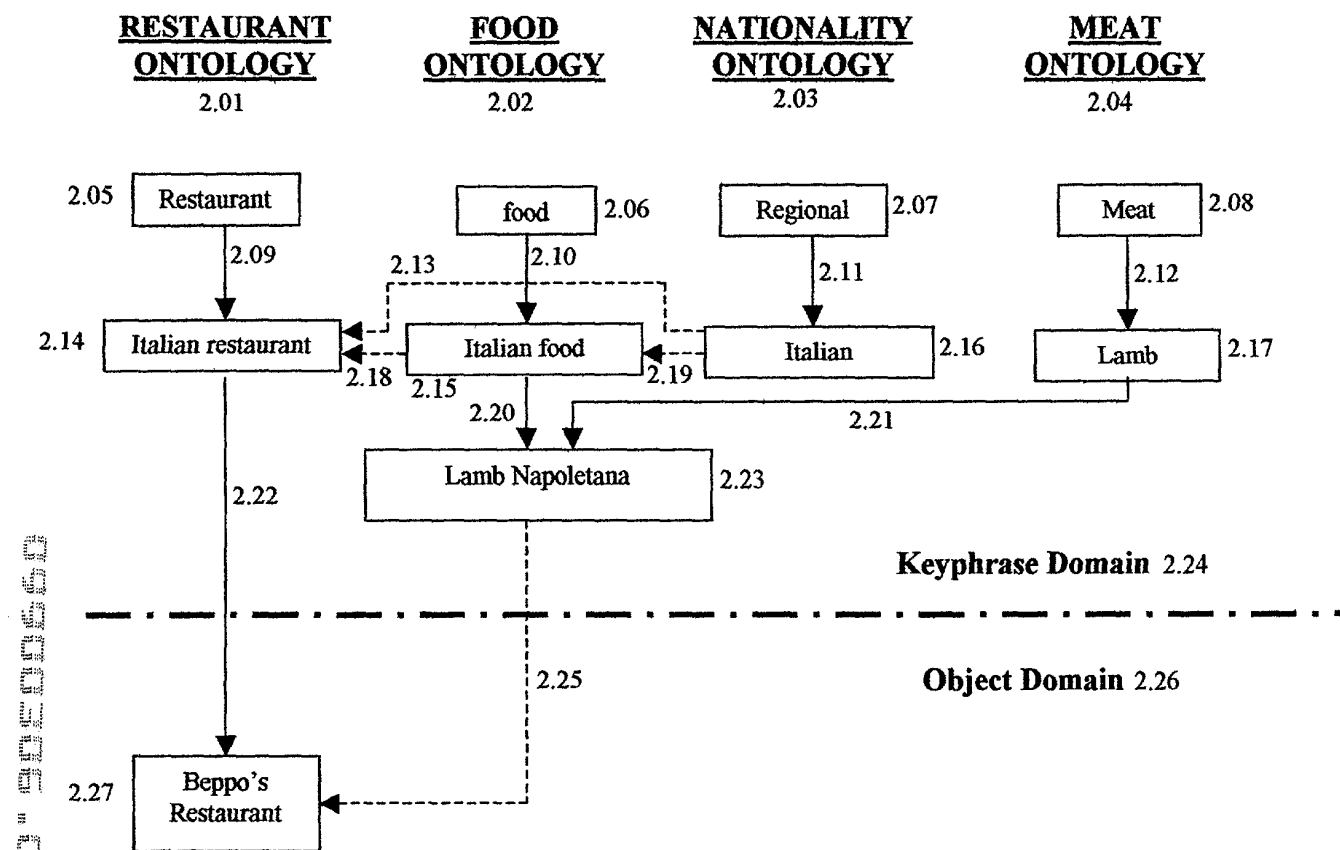 RESTAURANT
ONTOLOGY
2.01
FOOD
ONTOLOGY
2.02
NATIONALITY
ONTOLOGY
2.03
MEAT
ONTOLOGY
2.04
2.05
Restaurant
food
2.06
Regional
2.07
Meat
2.08
2.09
2.10
2.11
2.12
2.13
2.14
Italian restaurant
Italian food
Italian
2.16
Lamb
2.17
2.18
2.15
2.19
2.20
2.21
Lamb Napoletana
2.23
2.22
Keyphrase Domain 2.24
2.25
Object Domain 2.26
2.27
Beppo's
Restaurant